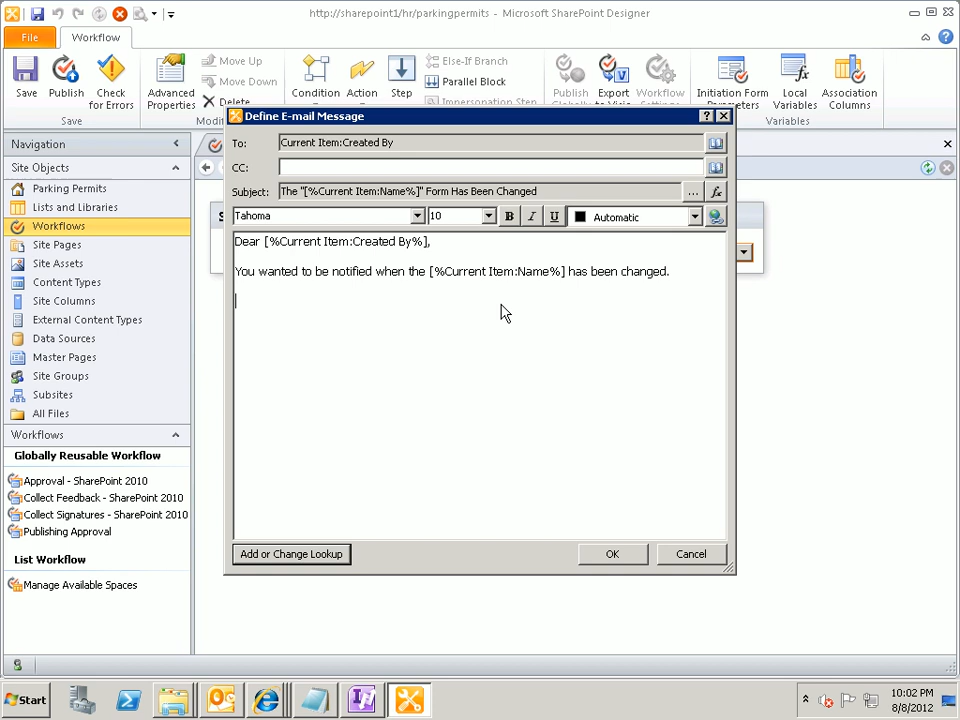 http://sharepoint1/hr/parkingpermits - Microsoft SharePoint Designer
File
Workflow
Save
Publish
Check for Errors
Advanced Properties
Move Up
Move Down
Delete
Condition
Action
Step
Else-If Branch
Parallel Block
Impersonation Step
Publish Globally
Export to Visio
Workflow Settings
Initiation Form Parameters
Local Variables
Association Columns
Save
Variables
Navigation
Site Objects
Parking Permits
Lists and Libraries
Workflows
Site Pages
Site Assets
Content Types
Site Columns
External Content Types
Data Sources
Master Pages
Site Groups
Subsites
All Files
Workflows
Globally Reusable Workflow
Approval - SharePoint 2010
Collect Feedback - SharePoint 2010
Collect Signatures - SharePoint 2010
Publishing Approval
List Workflow
Manage Available Spaces
Define E-mail Message
To:
Current Item:Created By
CC:
Subject:
The "[%Current Item:Name%]" Form Has Been Changed
...
fx
Tahoma
10
B
I
U
Automatic
Dear [%Current Item:Created By%],
You wanted to be notified when the [%Current Item:Name%] has been changed.
Add or Change Lookup
OK
Cancel
Start
10:02 PM
8/8/2012